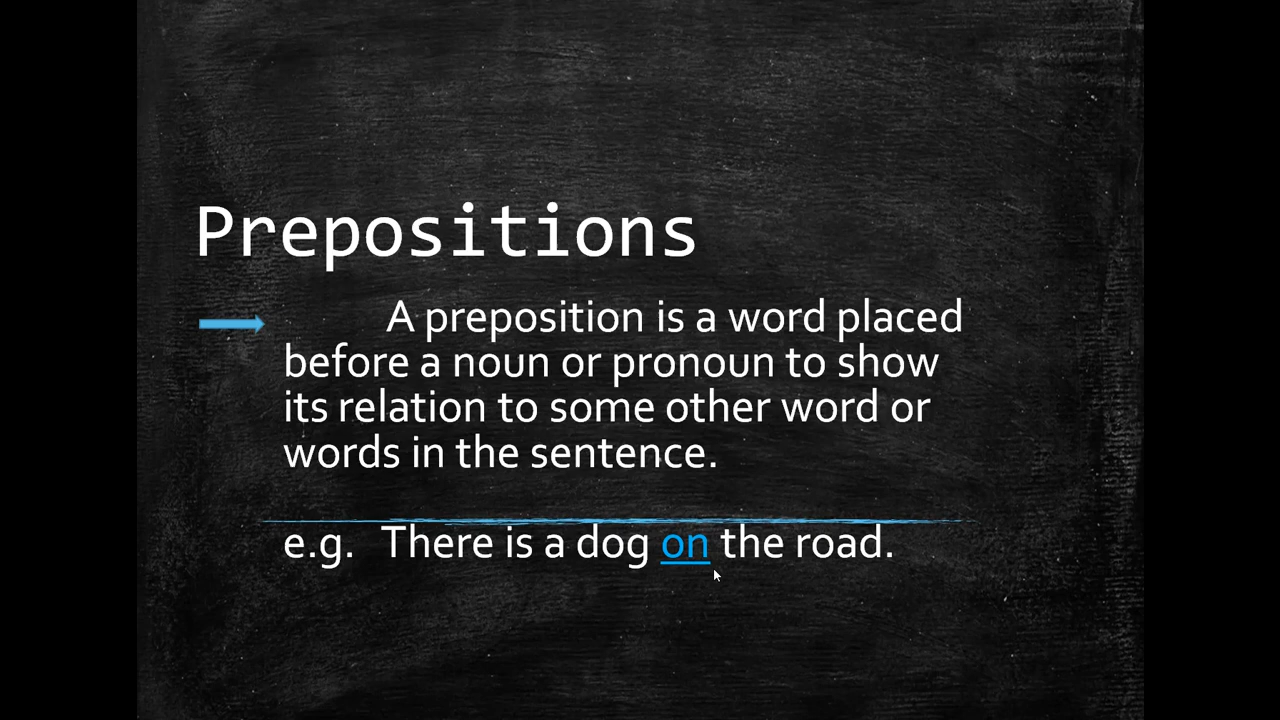 Prepositions
A preposition is a word placed
before a noun or pronoun to show
its relation to some other word or
words in the sentence.
e.g. There is a dog on the road.